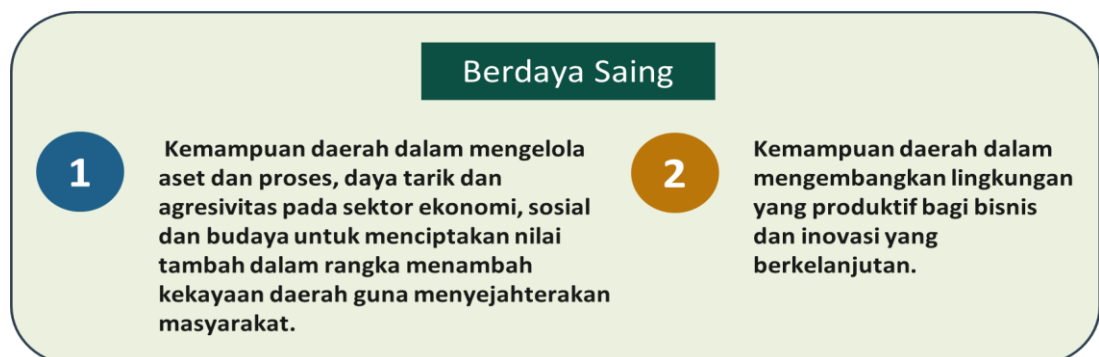 Berdaya Saing
1
Kemampuan daerah dalam mengelola
aset dan proses, daya tarik dan
agresivitas pada sektor ekonomi, sosial
dan budaya untuk menciptakan nilai
tambah dalam rangka menambah
kekayaan daerah guna menyejahterakan
masyarakat.
2
Kemampuan daerah dalam
mengembangkan lingkungan
yang produktif bagi bisnis
dan inovasi yang
berkelanjutan.